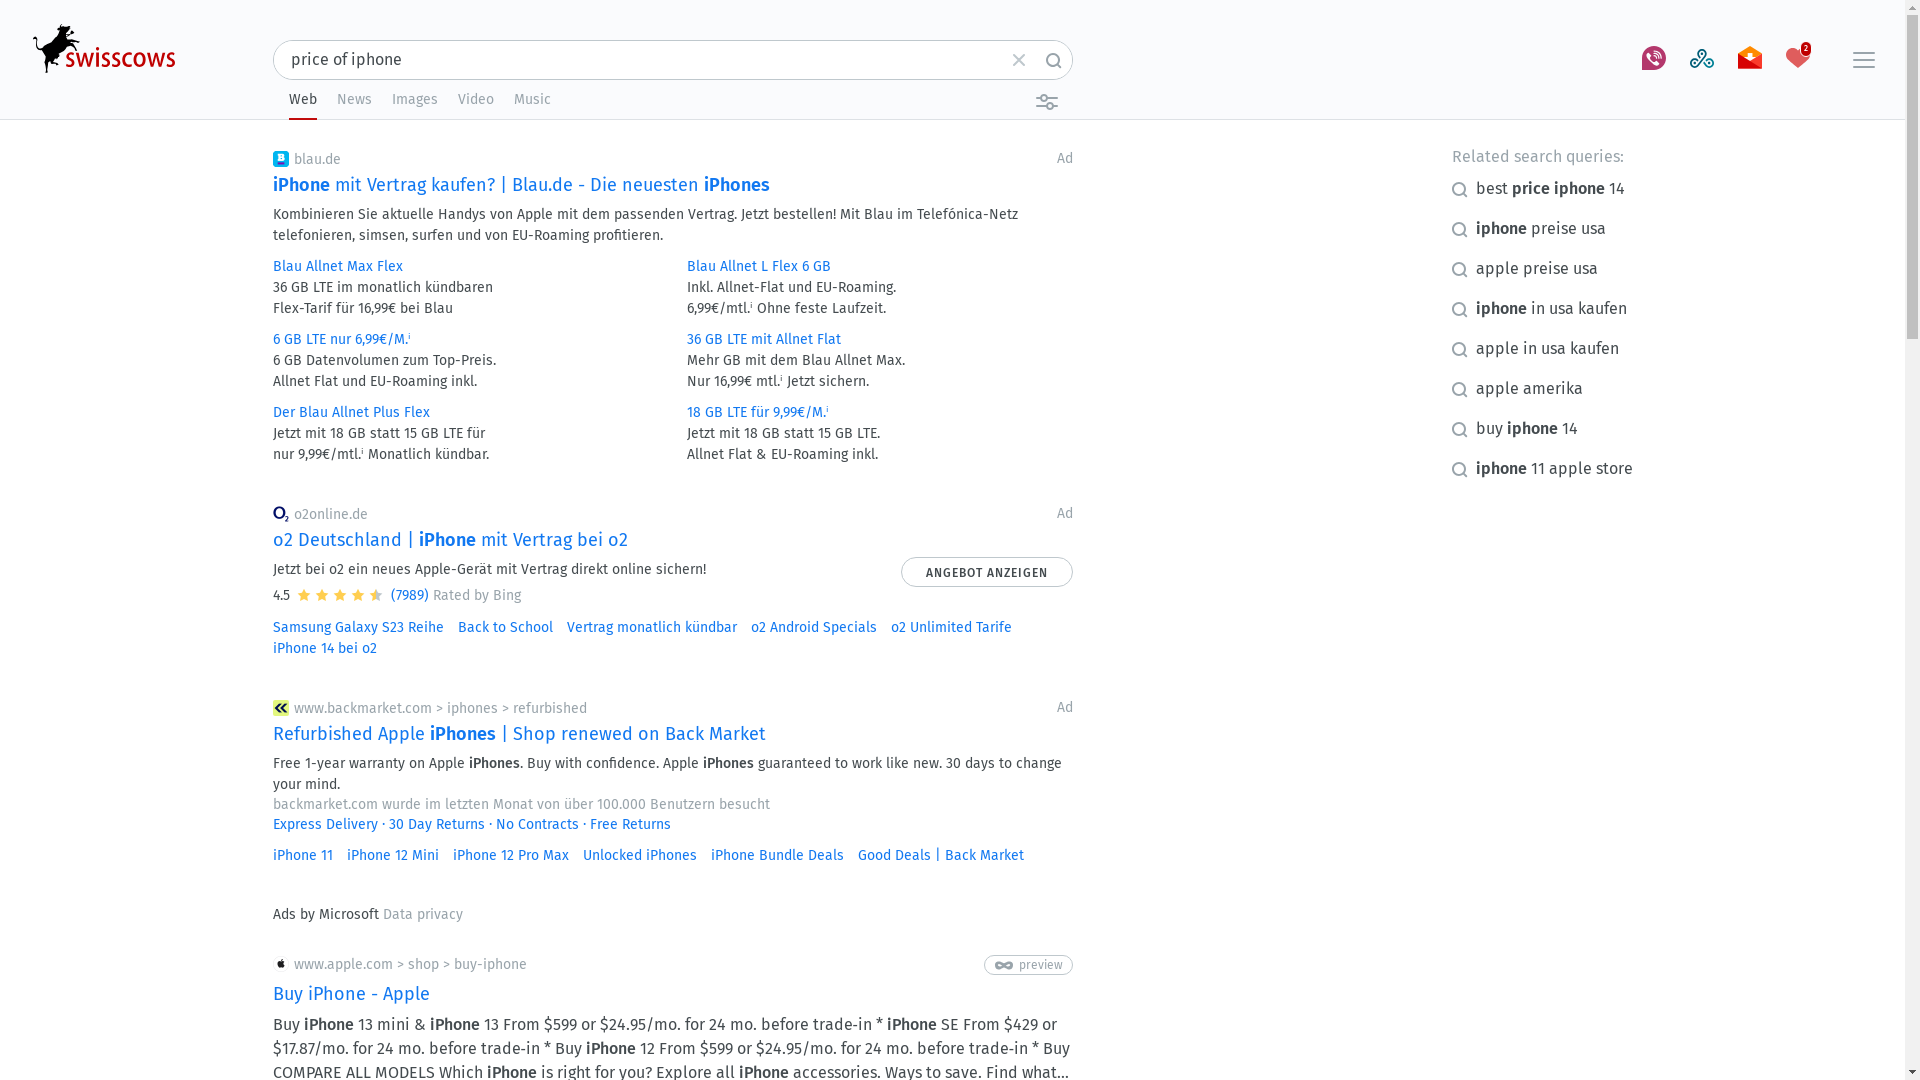 swisscows
price of iphone
2
Web News Images Video Music
blau.de Ad
iPhone mit Vertrag kaufen? | Blau.de - Die neuesten iPhones
Kombinieren Sie aktuelle Handys von Apple mit dem passenden Vertrag. Jetzt bestellen! Mit Blau im Telefónica-Netz
telefonieren, simsen, surfen und von EU-Roaming profitieren.
Blau Allnet Max Flex
36 GB LTE im monatlich kündbaren
Flex-Tarif für 16,99€ bei Blau
Blau Allnet L Flex 6 GB
Inkl. Allnet-Flat und EU-Roaming.
6,99€/mtl.ⁱ Ohne feste Laufzeit.
6 GB LTE nur 6,99€/M.ⁱ
6 GB Datenvolumen zum Top-Preis.
Allnet Flat und EU-Roaming inkl.
36 GB LTE mit Allnet Flat
Mehr GB mit dem Blau Allnet Max.
Nur 16,99€ mtl.ⁱ Jetzt sichern.
Der Blau Allnet Plus Flex
Jetzt mit 18 GB statt 15 GB LTE für
nur 9,99€/mtl.ⁱ Monatlich kündbar.
18 GB LTE für 9,99€/M.ⁱ
Jetzt mit 18 GB statt 15 GB LTE.
Allnet Flat & EU-Roaming inkl.
o2online.de Ad
o2 Deutschland | iPhone mit Vertrag bei o2
Jetzt bei o2 ein neues Apple-Gerät mit Vertrag direkt online sichern!
ANGEBOT ANZEIGEN
4.5 (7989) Rated by Bing
Samsung Galaxy S23 Reihe Back to School Vertrag monatlich kündbar o2 Android Specials o2 Unlimited Tarife
iPhone 14 bei o2
www.backmarket.com > iphones > refurbished Ad
Refurbished Apple iPhones | Shop renewed on Back Market
Free 1-year warranty on Apple iPhones. Buy with confidence. Apple iPhones guaranteed to work like new. 30 days to change
your mind.
backmarket.com wurde im letzten Monat von über 100.000 Benutzern besucht
Express Delivery · 30 Day Returns · No Contracts · Free Returns
iPhone 11 iPhone 12 Mini iPhone 12 Pro Max Unlocked iPhones iPhone Bundle Deals Good Deals | Back Market
Ads by Microsoft Data privacy
www.apple.com > shop > buy-iphone preview
Buy iPhone - Apple
Buy iPhone 13 mini & iPhone 13 From $599 or $24.95/mo. for 24 mo. before trade-in * iPhone SE From $429 or
$17.87/mo. for 24 mo. before trade-in * Buy iPhone 12 From $599 or $24.95/mo. for 24 mo. before trade-in * Buy
COMPARE ALL MODELS Which iPhone is right for you? Explore all iPhone accessories. Ways to save. Find what...
Related search queries:
best price iphone 14
iphone preise usa
apple preise usa
iphone in usa kaufen
apple in usa kaufen
apple amerika
buy iphone 14
iphone 11 apple store